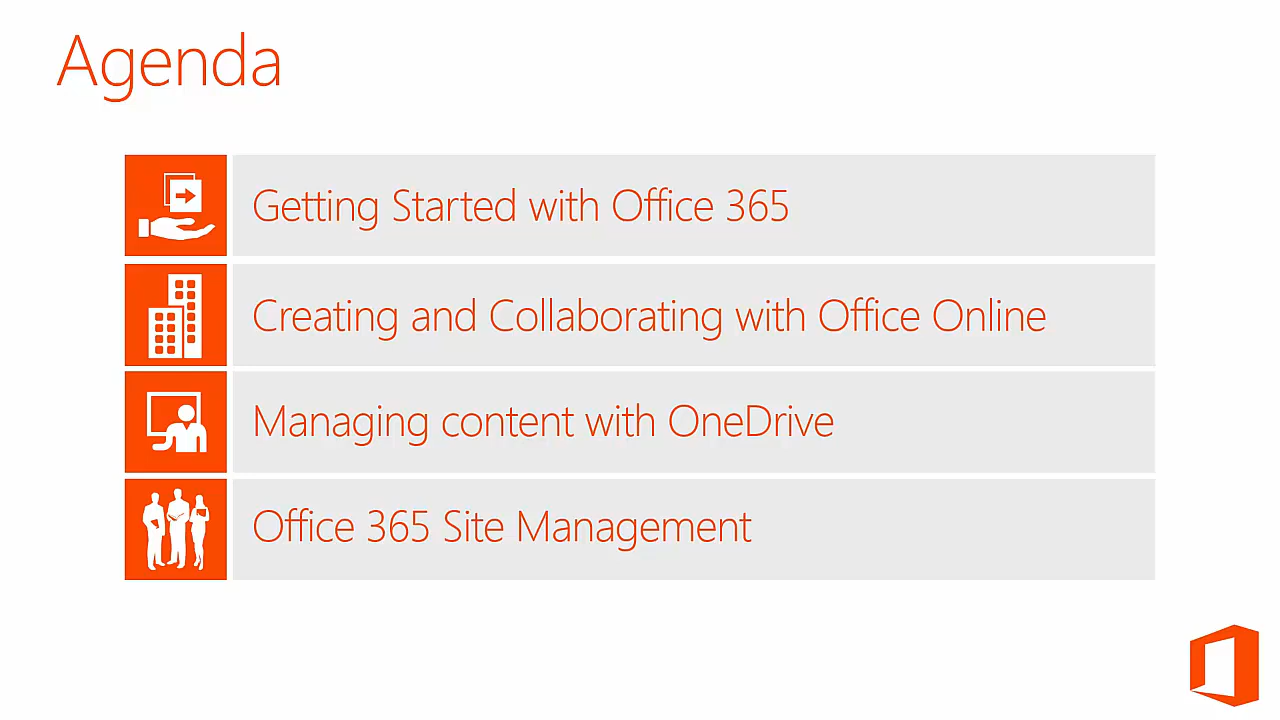 Agenda
Getting Started with Office 365
Creating and Collaborating with Office Online
Managing content with OneDrive
Office 365 Site Management